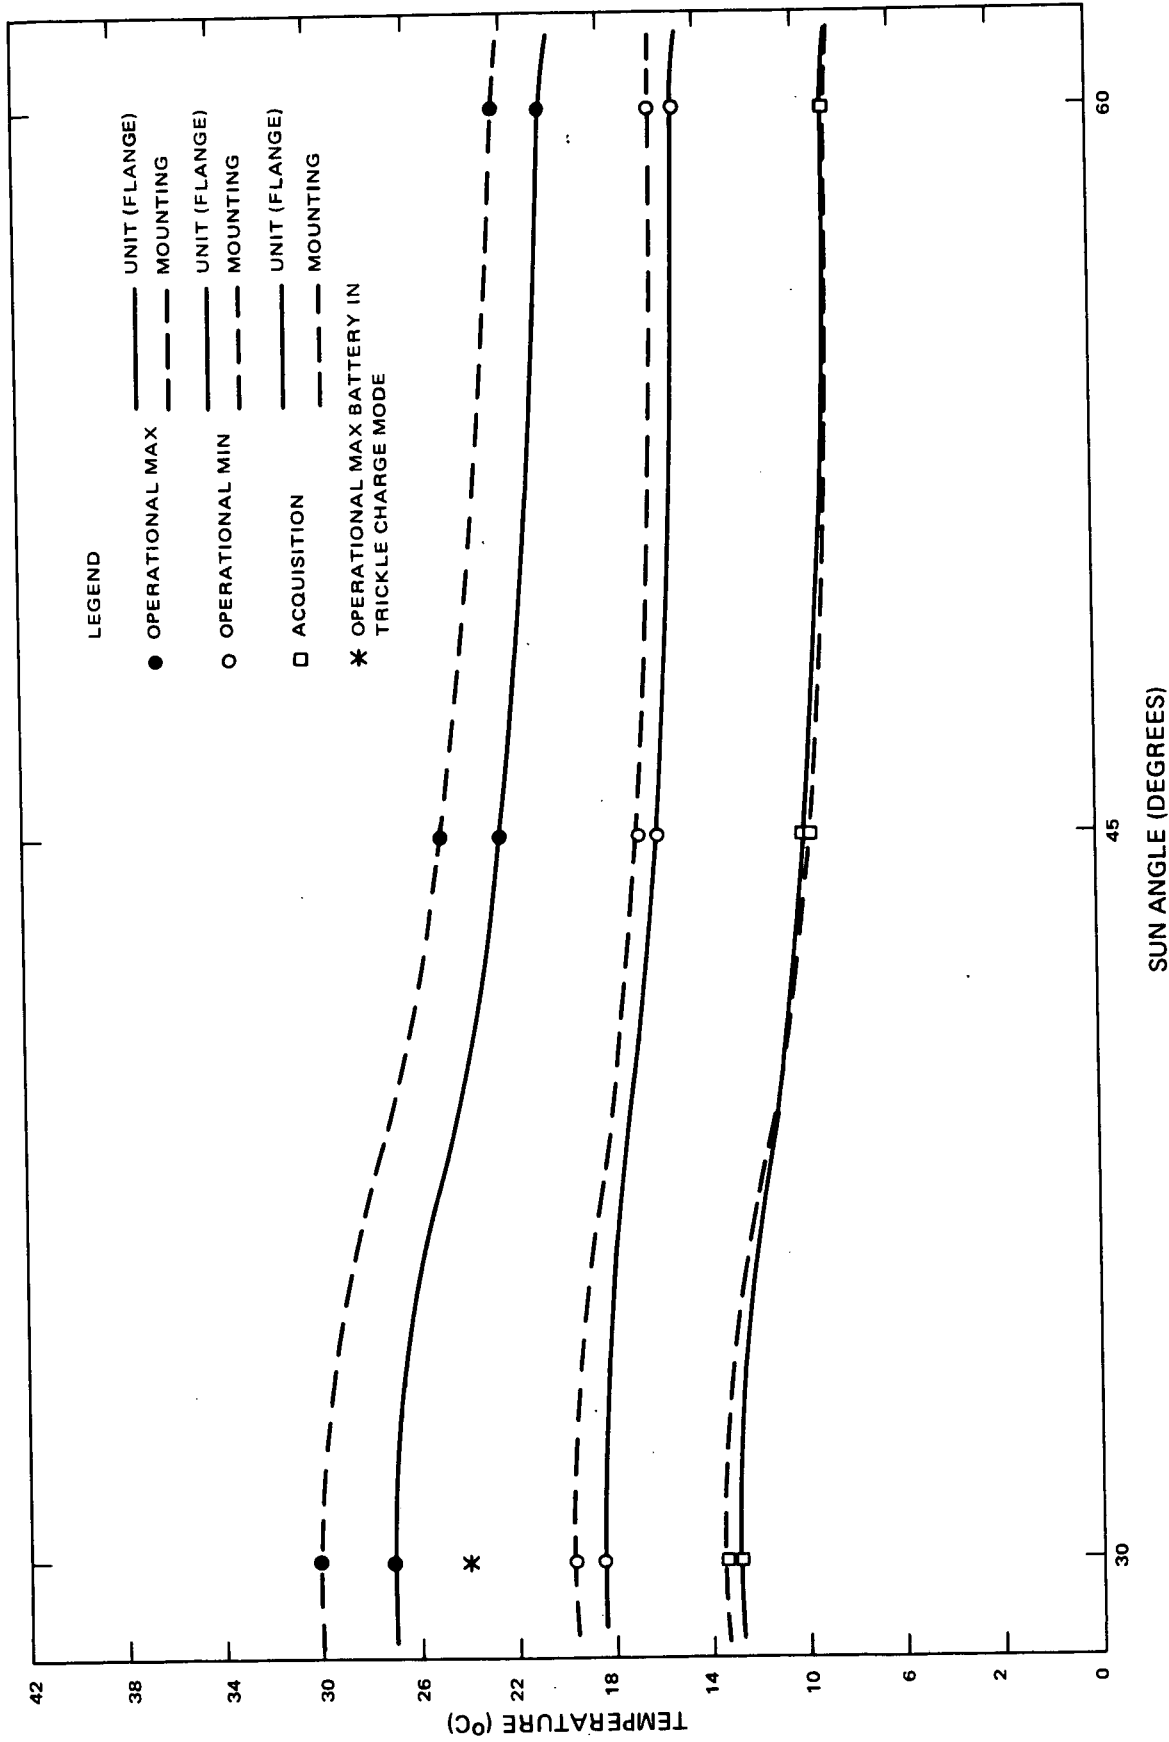 LEGEND
● OPERATIONAL MAX
UNIT (FLANGE)
MOUNTING
○ OPERATIONAL MIN
UNIT (FLANGE)
MOUNTING
□ ACQUISITION
UNIT (FLANGE)
MOUNTING
* OPERATIONAL MAX BATTERY IN
TRICKLE CHARGE MODE
TEMPERATURE (ºC)
42
38
34
30
26
22
18
14
10
6
2
0
30
45
60
SUN ANGLE (DEGREES)